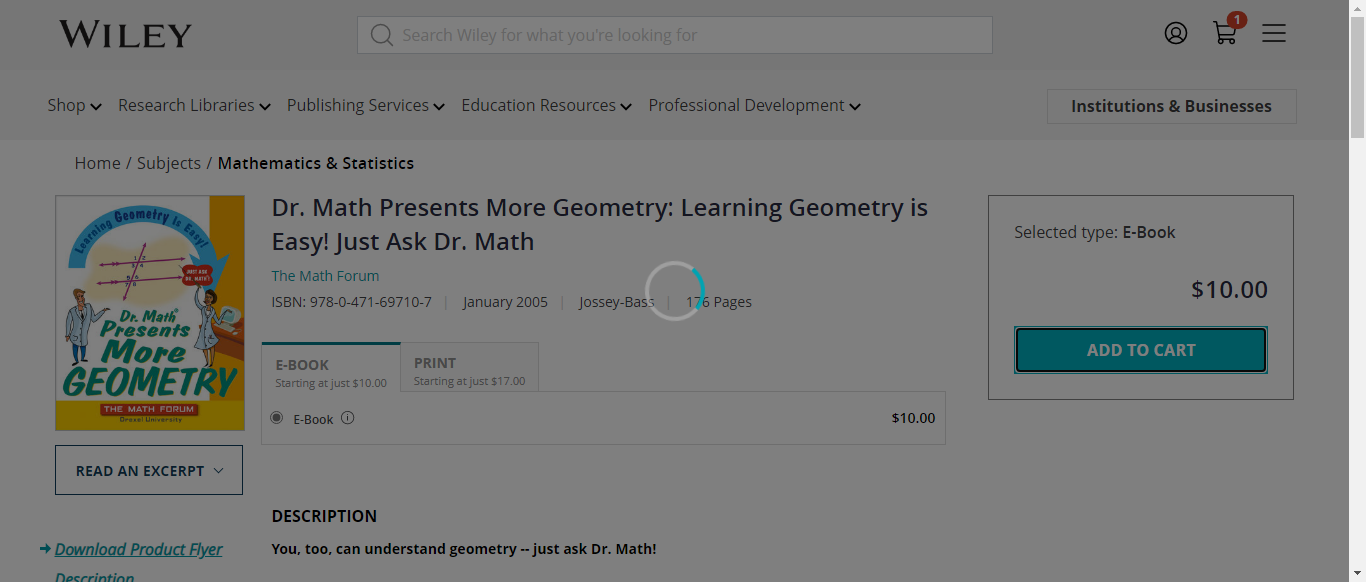 WILEY
Search Wiley for what you're looking for
1
Shop
Research Libraries
Publishing Services
Education Resources
Professional Development
Institutions & Businesses
Home / Subjects / Mathematics & Statistics
Learning Geometry is Easy!
1 2
JUST ASK DR. MATH!
Dr. Math
Presents
More
GEOMETRY
THE MATH FORUM
Drexel University
READ AN EXCERPT
Download Product Flyer
Description
Dr. Math Presents More Geometry: Learning Geometry is
Easy! Just Ask Dr. Math
The Math Forum
ISBN: 978-0-471-69710-7 | January 2005 | Jossey-Bass | 176 Pages
E-BOOK
Starting at just $10.00
PRINT
Starting at just $17.00
E-Book
$10.00
DESCRIPTION
You, too, can understand geometry -- just ask Dr. Math!
Selected type: E-Book
$10.00
ADD TO CART